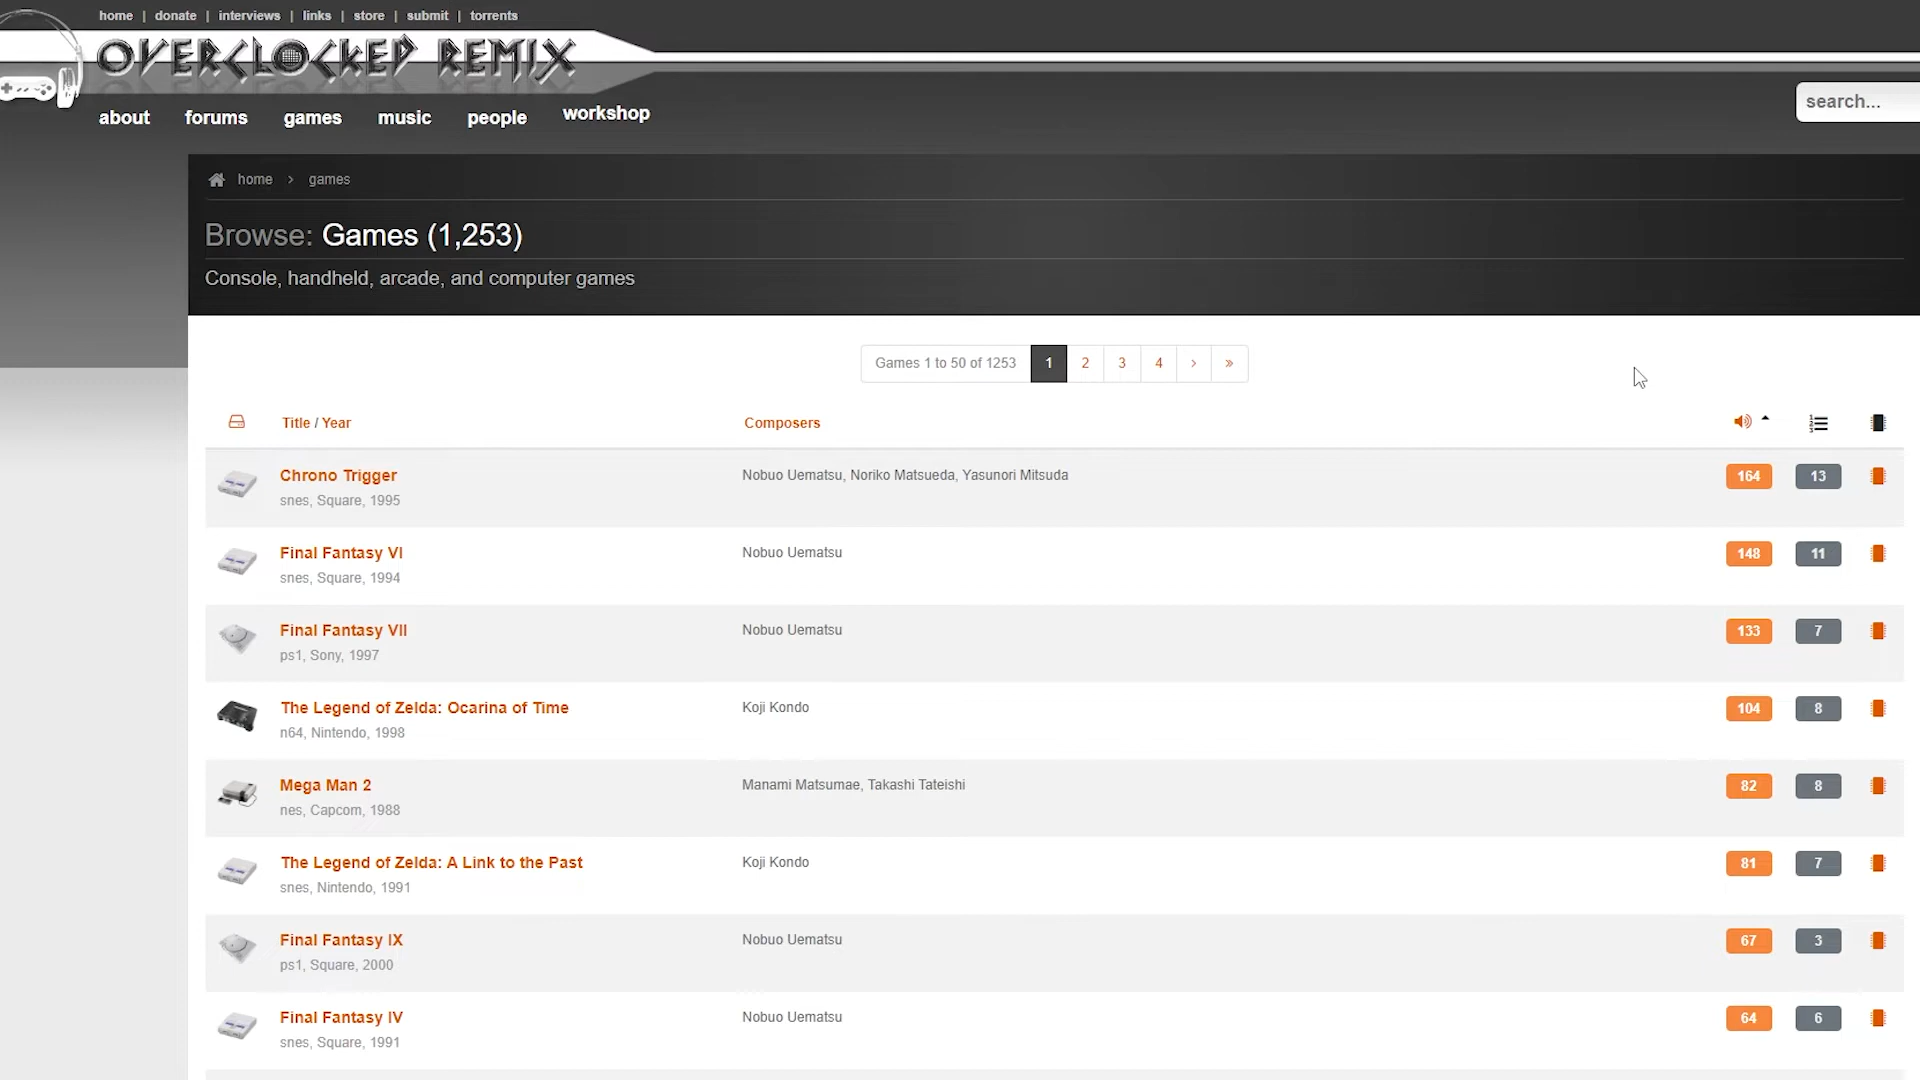 home | donate | interviews | links | store | submit | torrents
OVERCLOCKED REMIX
about forums games music people workshop
search...
home > games
Browse: Games (1,253)
Console, handheld, arcade, and computer games
Games 1 to 50 of 1253 1 2 3 4 › »
Title / Year Composers
Chrono Trigger Nobuo Uematsu, Noriko Matsueda, Yasunori Mitsuda 164 13
snes, Square, 1995
Final Fantasy VI Nobuo Uematsu 148 11
snes, Square, 1994
Final Fantasy VII Nobuo Uematsu 133 7
ps1, Sony, 1997
The Legend of Zelda: Ocarina of Time Koji Kondo 104 8
n64, Nintendo, 1998
Mega Man 2 Manami Matsumae, Takashi Tateishi 82 8
nes, Capcom, 1988
The Legend of Zelda: A Link to the Past Koji Kondo 81 7
snes, Nintendo, 1991
Final Fantasy IX Nobuo Uematsu 67 3
ps1, Square, 2000
Final Fantasy IV Nobuo Uematsu 64 6
snes, Square, 1991